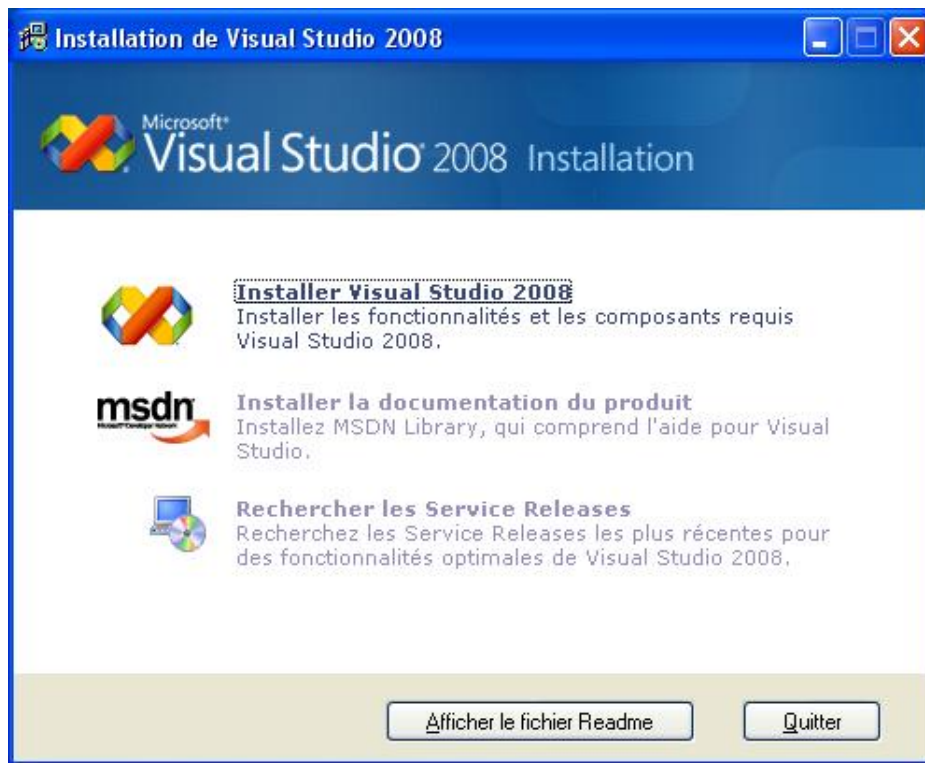 Installation de Visual Studio 2008
Microsoft®
Visual Studio® 2008 Installation
Installer Visual Studio 2008
Installer les fonctionnalités et les composants requis
Visual Studio 2008.
msdn
Microsoft Developer Network
Installer la documentation du produit
Installez MSDN Library, qui comprend l'aide pour Visual
Studio.
Rechercher les Service Releases
Recherchez les Service Releases les plus récentes pour
des fonctionnalités optimales de Visual Studio 2008.
Afficher le fichier Readme
Quitter